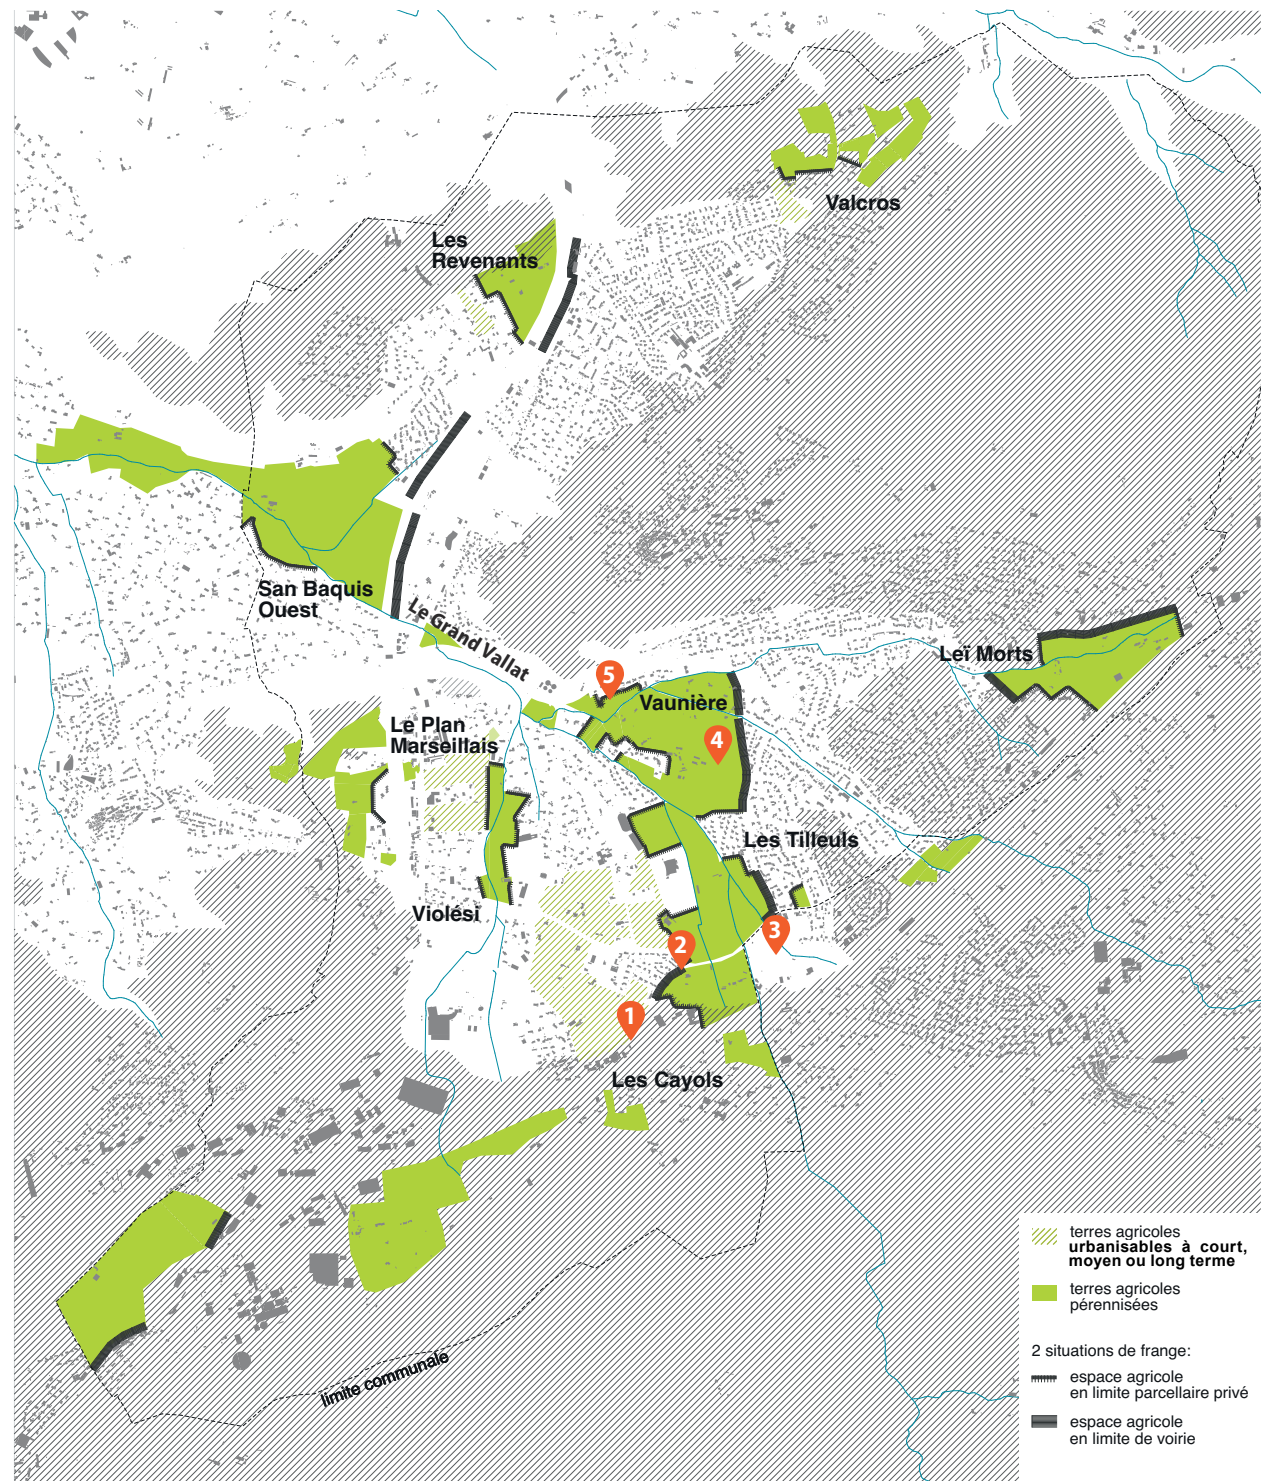 Valcros
Les
Revenants
San Baquis
Ouest
Le Grand Vallat
Leï Morts
5
Vaunière
Le Plan
Marseillais
4
Les Tilleuls
Violési
3
2
1
Les Cayols
limite communale
terres agricoles
urbanisables à court,
moyen ou long terme
terres agricoles
pérennisées
2 situations de frange:
espace agricole
en limite parcellaire privé
espace agricole
en limite de voirie